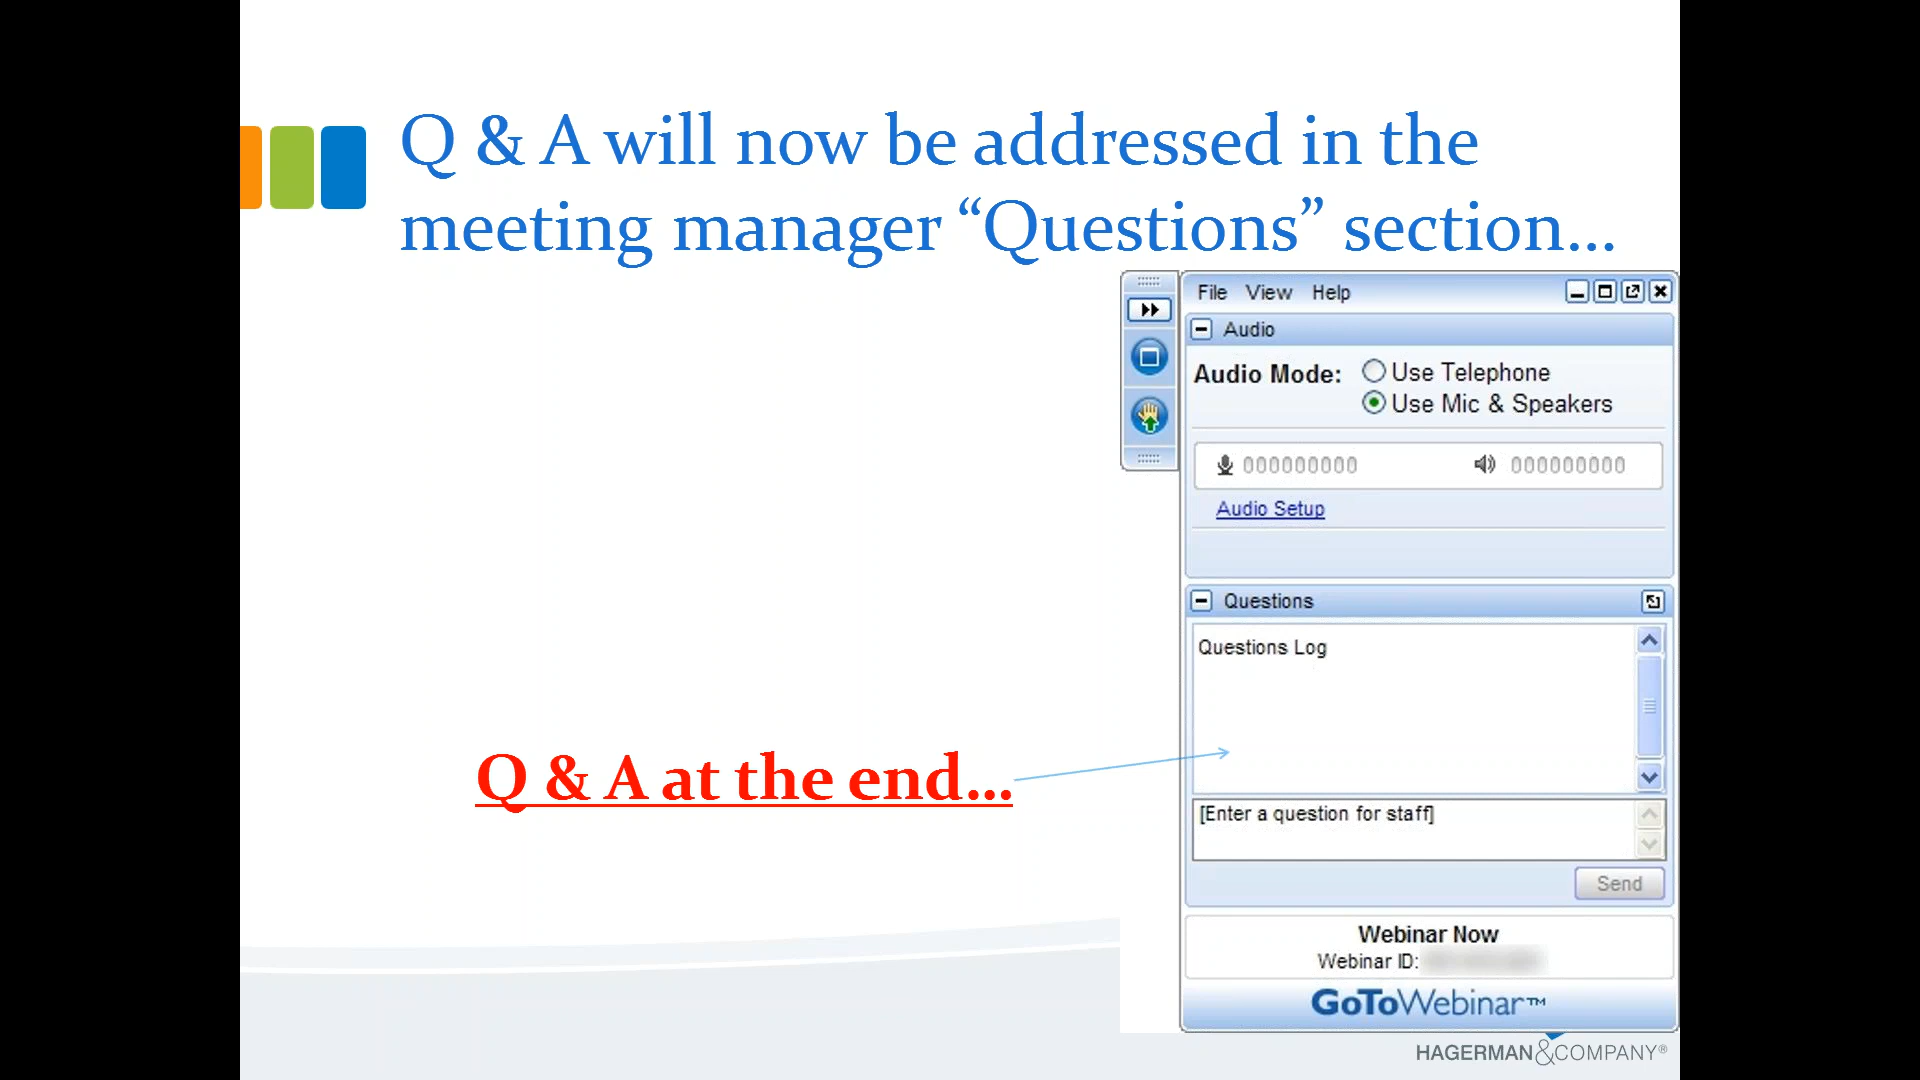 Q & A will now be addressed in the
meeting manager “Questions” section...
File View Help
Audio
Audio Mode: Use Telephone
Use Mic & Speakers
Audio Setup
Questions
Questions Log
Q & A at the end...
[Enter a question for staff]
Send
Webinar Now
Webinar ID:
GoToWebinar™
HAGERMAN&COMPANY®